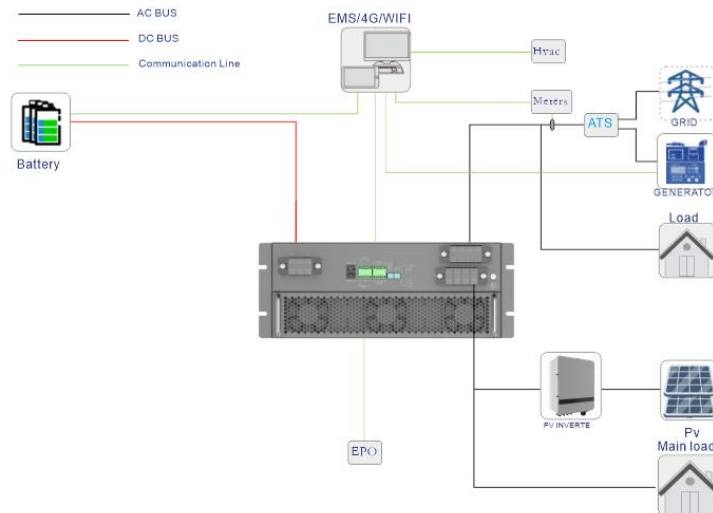 AC BUS
DC BUS
Communication Line
EMS/4G/WIFI
Hvac
Meters
ATS
GRID
Battery
GENERATOR
Load
PV INVERTE
Pv
Main load
EPO